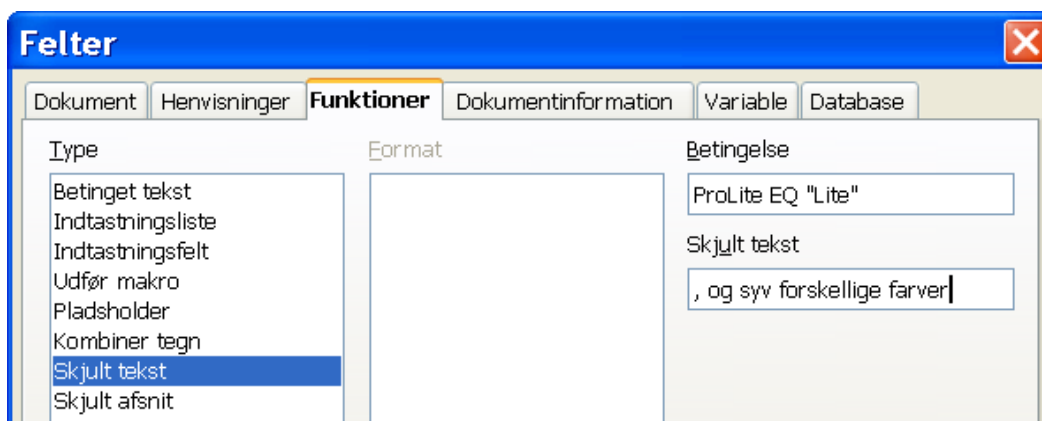 Felter
Dokument Henvisninger Funktioner Dokumentinformation Variable Database
Type
Betinget tekst
Indtastningsliste
Indtastningsfelt
Udfør makro
Pladsholder
Kombiner tegn
Skjult tekst
Skjult afsnit
Format
Betingelse
ProLite EQ "Lite"
Skjult tekst
, og syv forskellige farver